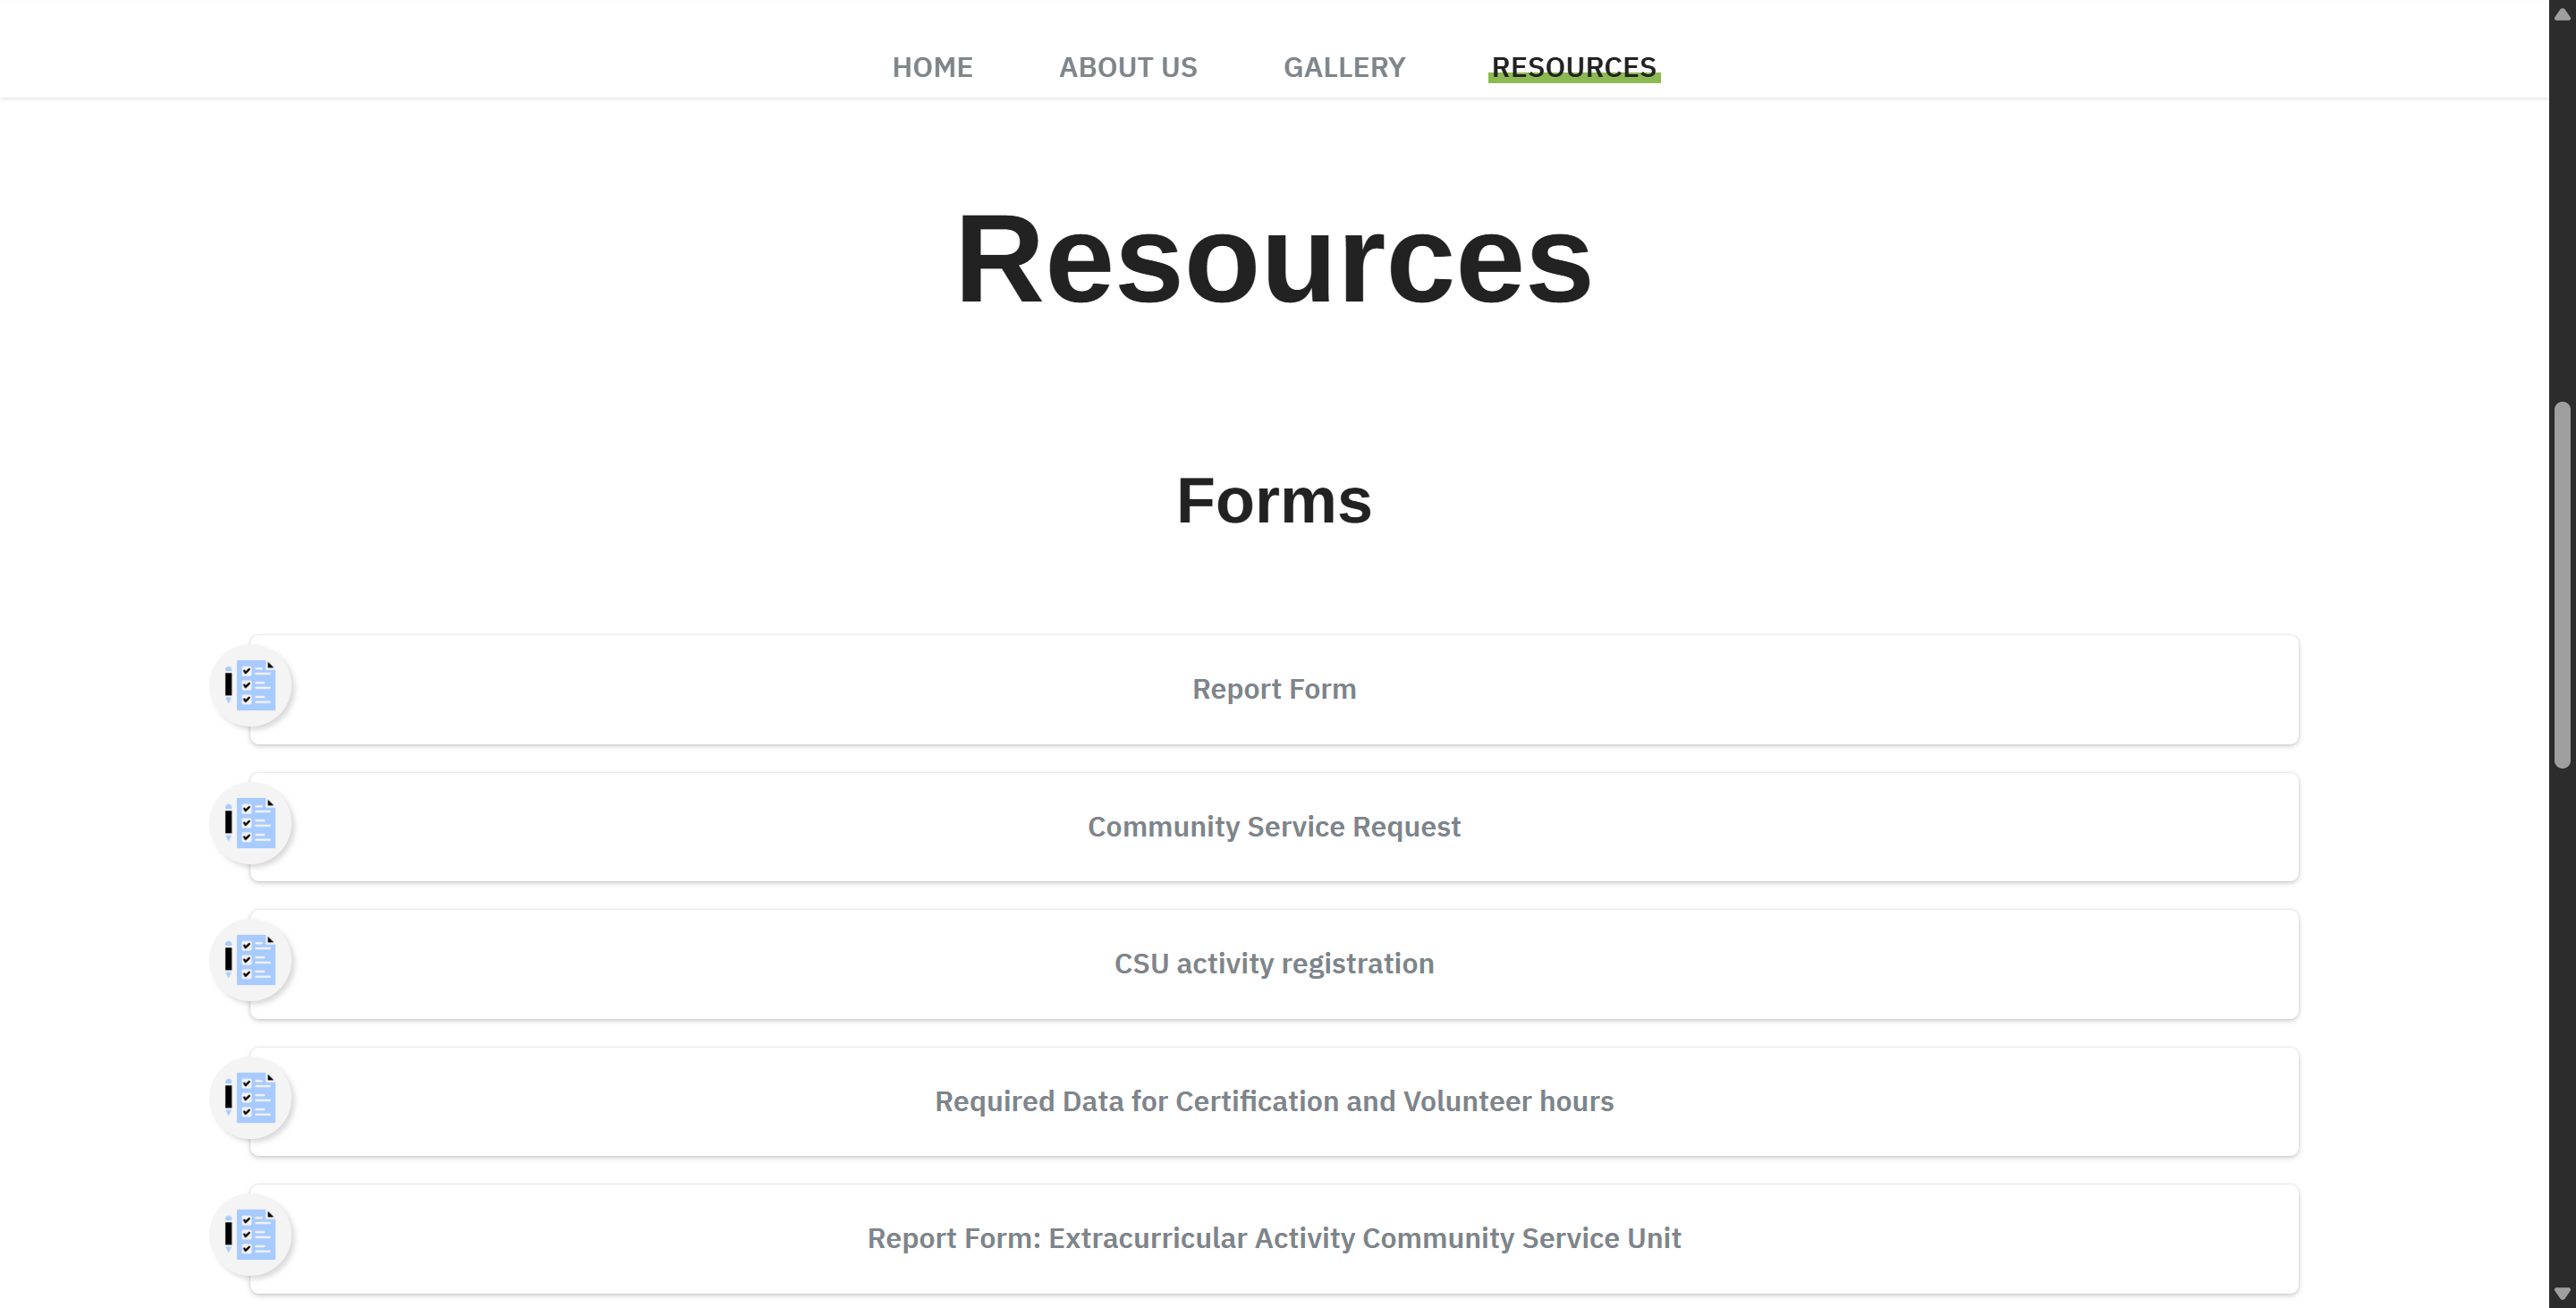 HOME ABOUT US GALLERY RESOURCES
Resources
Forms
Report Form
Community Service Request
CSU activity registration
Required Data for Certification and Volunteer hours
Report Form: Extracurricular Activity Community Service Unit